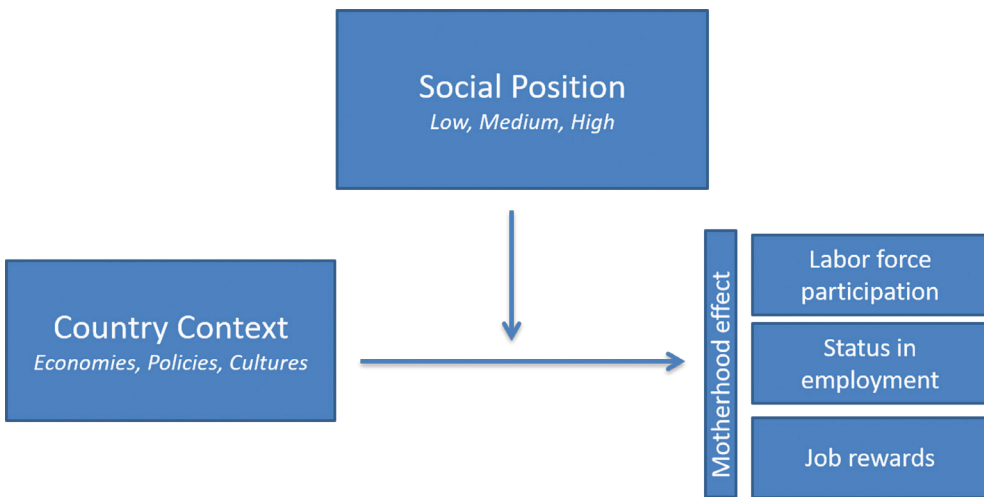 Social Position
Low, Medium, High
Country Context
Economies, Policies, Cultures
Motherhood effect
Labor force
participation
Status in
employment
Job rewards